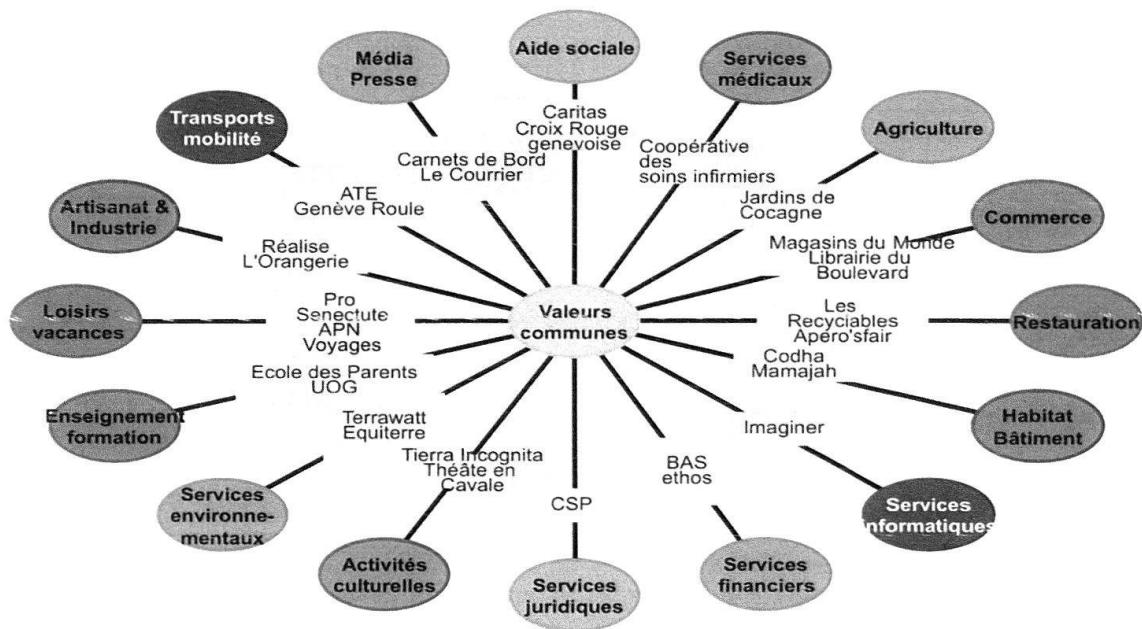 Aide sociale
Caritas
Croix Rouge
genevoise
Services
médicaux
Coopérative
des
soins infirmiers
Agriculture
Jardins de
Cocagne
Commerce
Magasins du Monde
Librairie du
Boulevard
Restauration
Les
Recyclables
Apéro'sfair
Habitat
Bâtiment
Codha
Mamajah
Services
informatiques
Imaginer
Services
financiers
BAS
ethos
Services
juridiques
CSP
Activités
culturelles
Tierra Incognita
Théâte en
Cavale
Services
environne-
mentaux
Terrawatt
Equiterre
Enseignement
formation
Ecole des Parents
UOG
Loisirs
vacances
Pro
Senectute
APN
Voyages
Artisanat &
Industrie
Réalise
L'Orangerie
Transports
mobilité
ATE
Genève Roule
Média
Presse
Carnets de Bord
Le Courrier
Valeurs
communes